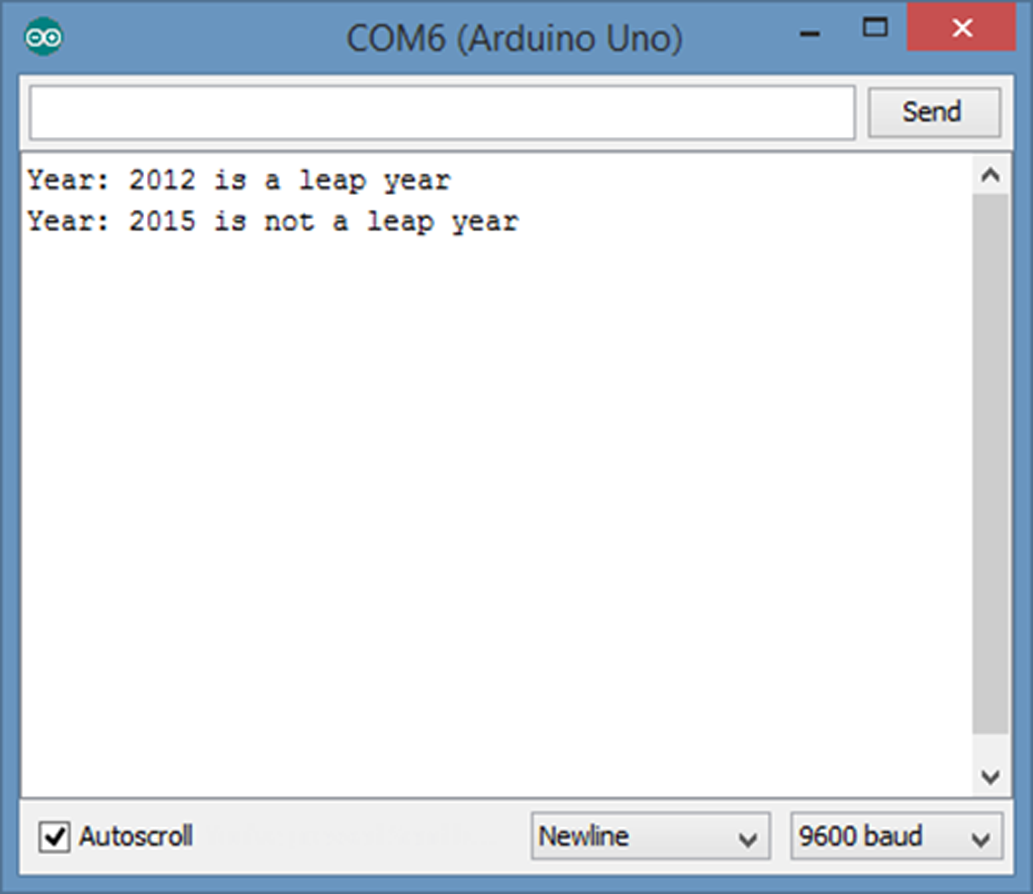 COM6 (Arduino Uno)
Send
Year: 2012 is a leap year
Year: 2015 is not a leap year
Autoscroll
Newline
9600 baud